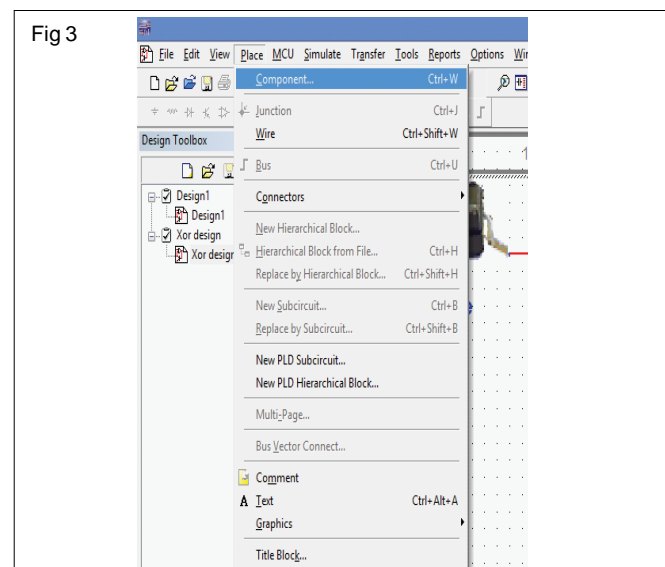 Fig 3
File Edit View Place MCU Simulate Transfer Tools Reports Options
Component... Ctrl+W
Junction Ctrl+J
Wire Ctrl+Shift+W
Design Toolbox
Bus Ctrl+U
Design1
Connectors
Design1
Xor design
New Hierarchical Block...
Xor design
Hierarchical Block from File... Ctrl+H
Replace by Hierarchical Block... Ctrl+Shift+H
New Subcircuit... Ctrl+B
Replace by Subcircuit... Ctrl+Shift+B
New PLD Subcircuit...
New PLD Hierarchical Block...
Multi-Page...
Bus Vector Connect...
Comment
A Text Ctrl+Alt+A
Graphics
Title Block...